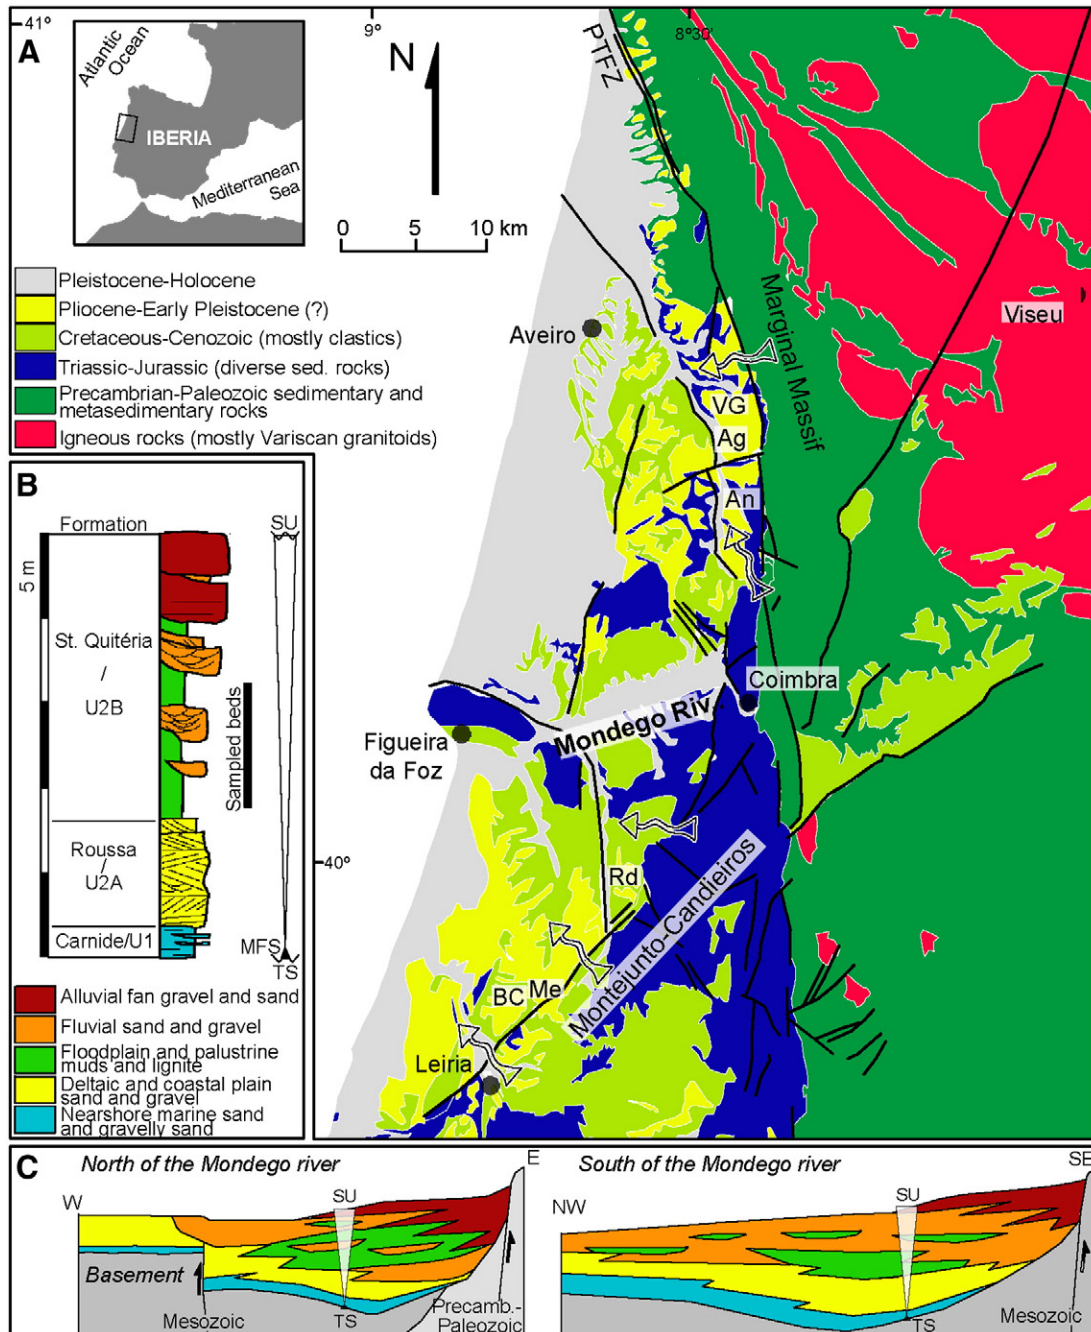 41°
9°
8°30'
A
Atlantic
Ocean
IBERIA
Mediterranean
Sea
N
0 5 10 km
PTFZ
Pleistocene-Holocene
Pliocene-Early Pleistocene (?)
Cretaceous-Cenozoic (mostly clastics)
Triassic-Jurassic (diverse sed. rocks)
Precambrian-Paleozoic sedimentary and
metasedimentary rocks
Igneous rocks (mostly Variscan granitoids)
Aveiro
Marginal Massif
Viseu
VG
Ag
An
Coimbra
Mondego Riv.
Figueira
da Foz
40°
Rd
Montejunto-Candieiros
BC
Me
Leiria
B
Formation
SU
5 m
St. Quitéria
/
U2B
Sampled beds
Roussa
/
U2A
Carnide/U1
MFS
TS
Alluvial fan gravel and sand
Fluvial sand and gravel
Floodplain and palustrine
muds and lignite
Deltaic and coastal plain
sand and gravel
Nearshore marine sand
and gravelly sand
C
North of the Mondego river
W
E
SU
Basement
Mesozoic
TS
Precamb.-
Paleozoic
South of the Mondego river
NW
SE
SU
TS
Mesozoic